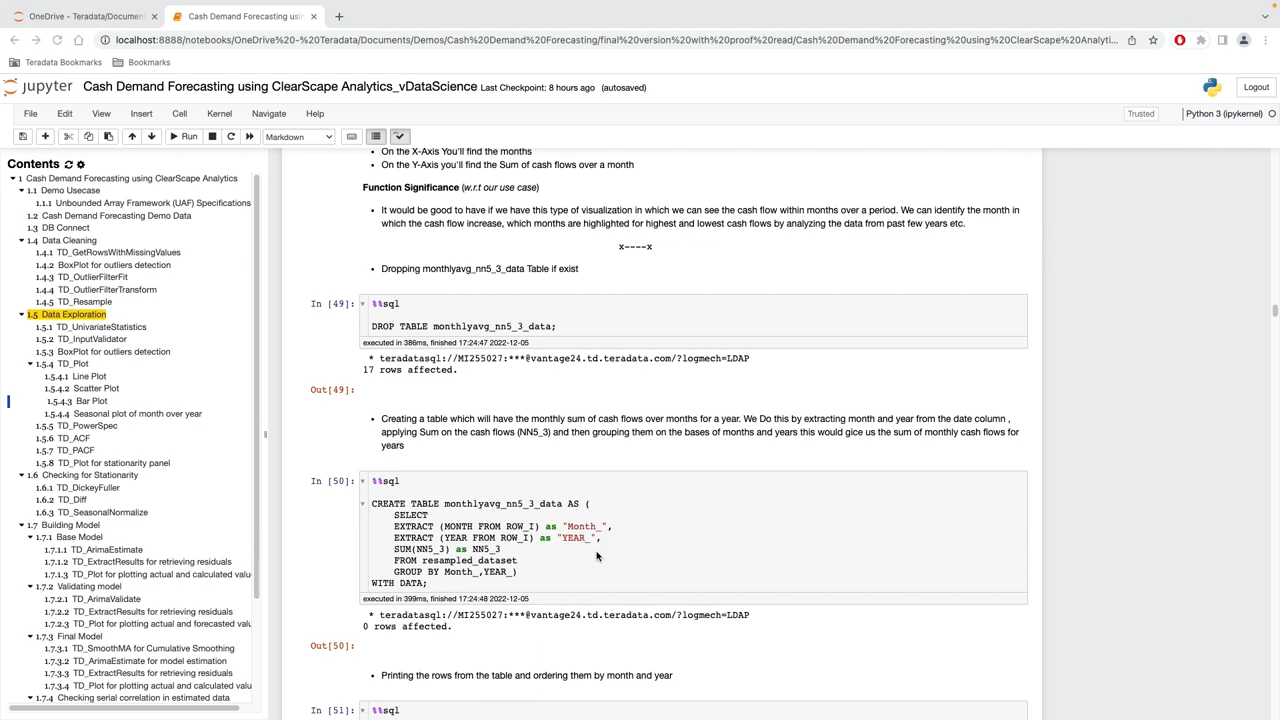 OneDrive - Teradata/Document
Cash Demand Forecasting usin
localhost:8888/notebooks/OneDrive%20-%20Teradata/Documents/Demos/Cash%20Demand%20Forecasting/final%20version%20with%20proof%20read/Cash%20Demand%20Forecasting%20using%20ClearScape%20Analyti...
Teradata Bookmarks
Bookmarks
jupyter
Cash Demand Forecasting using ClearScape Analytics_vDataScience
Last Checkpoint: 8 hours ago (autosaved)
Logout
File
Edit
View
Insert
Cell
Kernel
Navigate
Help
Trusted
Python 3 (ipykernel)
Run
Markdown
Contents
1 Cash Demand Forecasting using ClearScape Analytics
1.1 Demo Usecase
1.1.1 Unbounded Array Framework (UAF) Specifications
1.2 Cash Demand Forecasting Demo Data
1.3 DB Connect
1.4 Data Cleaning
1.4.1 TD_GetRowsWithMissingValues
1.4.2 BoxPlot for outliers detection
1.4.3 TD_OutlierFilterFit
1.4.4 TD_OutlierFilterTransform
1.4.5 TD_Resample
1.5 Data Exploration
1.5.1 TD_UnivariateStatistics
1.5.2 TD_InputValidator
1.5.3 BoxPlot for outliers detection
1.5.4 TD_Plot
1.5.4.1 Line Plot
1.5.4.2 Scatter Plot
1.5.4.3 Bar Plot
1.5.4.4 Seasonal plot of month over year
1.5.5 TD_PowerSpec
1.5.6 TD_ACF
1.5.7 TD_PACF
1.5.8 TD_Plot for stationarity panel
1.6 Checking for Stationarity
1.6.1 TD_DickeyFuller
1.6.2 TD_Diff
1.6.3 TD_SeasonalNormalize
1.7 Building Model
1.7.1 Base Model
1.7.1.1 TD_ArimaEstimate
1.7.1.2 TD_ExtractResults for retrieving residuals
1.7.1.3 TD_Plot for plotting actual and calculated valu
1.7.2 Validating model
1.7.2.1 TD_ArimaValidate
1.7.2.2 TD_ExtractResults for retrieving residuals
1.7.2.3 TD_Plot for plotting actual and forecasted valu
1.7.3 Final Model
1.7.3.1 TD_SmoothMA for Cumulative Smoothing
1.7.3.2 TD_ArimaEstimate for model estimation
1.7.3.3 TD_ExtractResults for retrieving residuals
1.7.3.4 TD_Plot for plotting actual and calculated valu
1.7.4 Checking serial correlation in estimated data
On the X-Axis You'll find the months
On the Y-Axis you'll find the Sum of cash flows over a month
Function Significance (w.r.t our use case)
It would be good to have if we have this type of visualization in which we can see the cash flow within months over a period. We can identify the month in
which the cash flow increase, which months are highlighted for highest and lowest cash flows by analyzing the data from past few years etc.
x----x
Dropping monthlyavg_nn5_3_data Table if exist
In [49]:
%%sql
DROP TABLE monthlyavg_nn5_3_data;
executed in 386ms, finished 17:24:47 2022-12-05
* teradatasql://MI255027:***@vantage24.td.teradata.com/?logmech=LDAP
17 rows affected.
Out[49]:
Creating a table which will have the monthly sum of cash flows over months for a year. We Do this by extracting month and year from the date column ,
applying Sum on the cash flows (NN5_3) and then grouping them on the bases of months and years this would gice us the sum of monthly cash flows for
years
In [50]:
%%sql
CREATE TABLE monthlyavg_nn5_3_data AS (
SELECT
EXTRACT (MONTH FROM ROW_I) as "Month_",
EXTRACT (YEAR FROM ROW_I) as "YEAR_",
SUM(NN5_3) as NN5_3
FROM resampled_dataset
GROUP BY Month_,YEAR_)
WITH DATA;
executed in 399ms, finished 17:24:48 2022-12-05
* teradatasql://MI255027:***@vantage24.td.teradata.com/?logmech=LDAP
0 rows affected.
Out[50]:
Printing the rows from the table and ordering them by month and year
In [51]:
%%sql